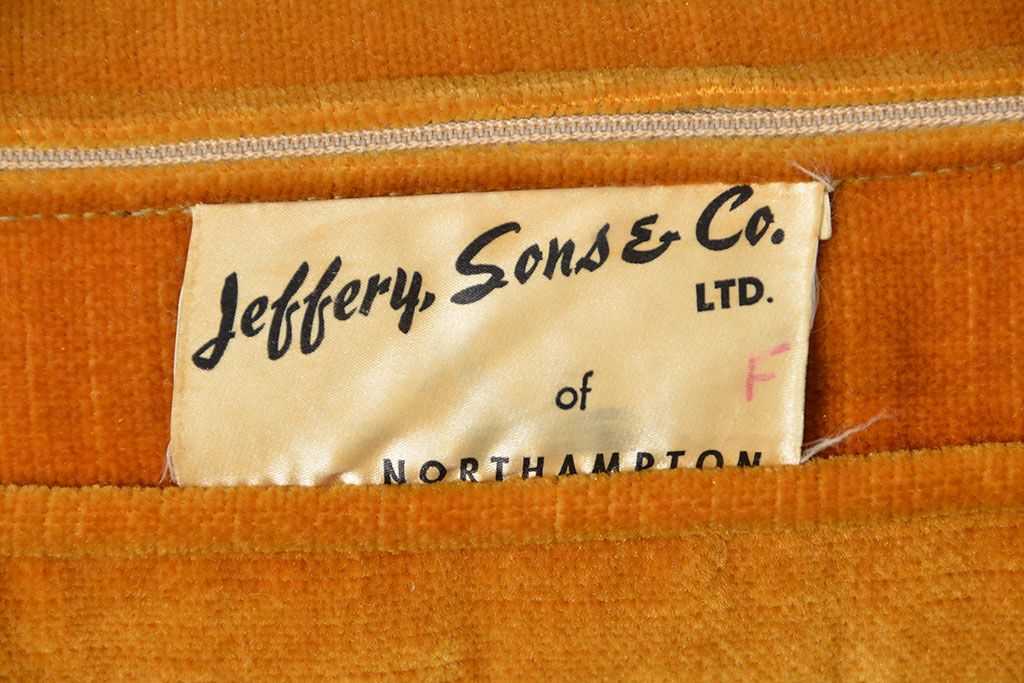 Jeffery, Sons & Co.
LTD.
F
of
NORTHAMPTON